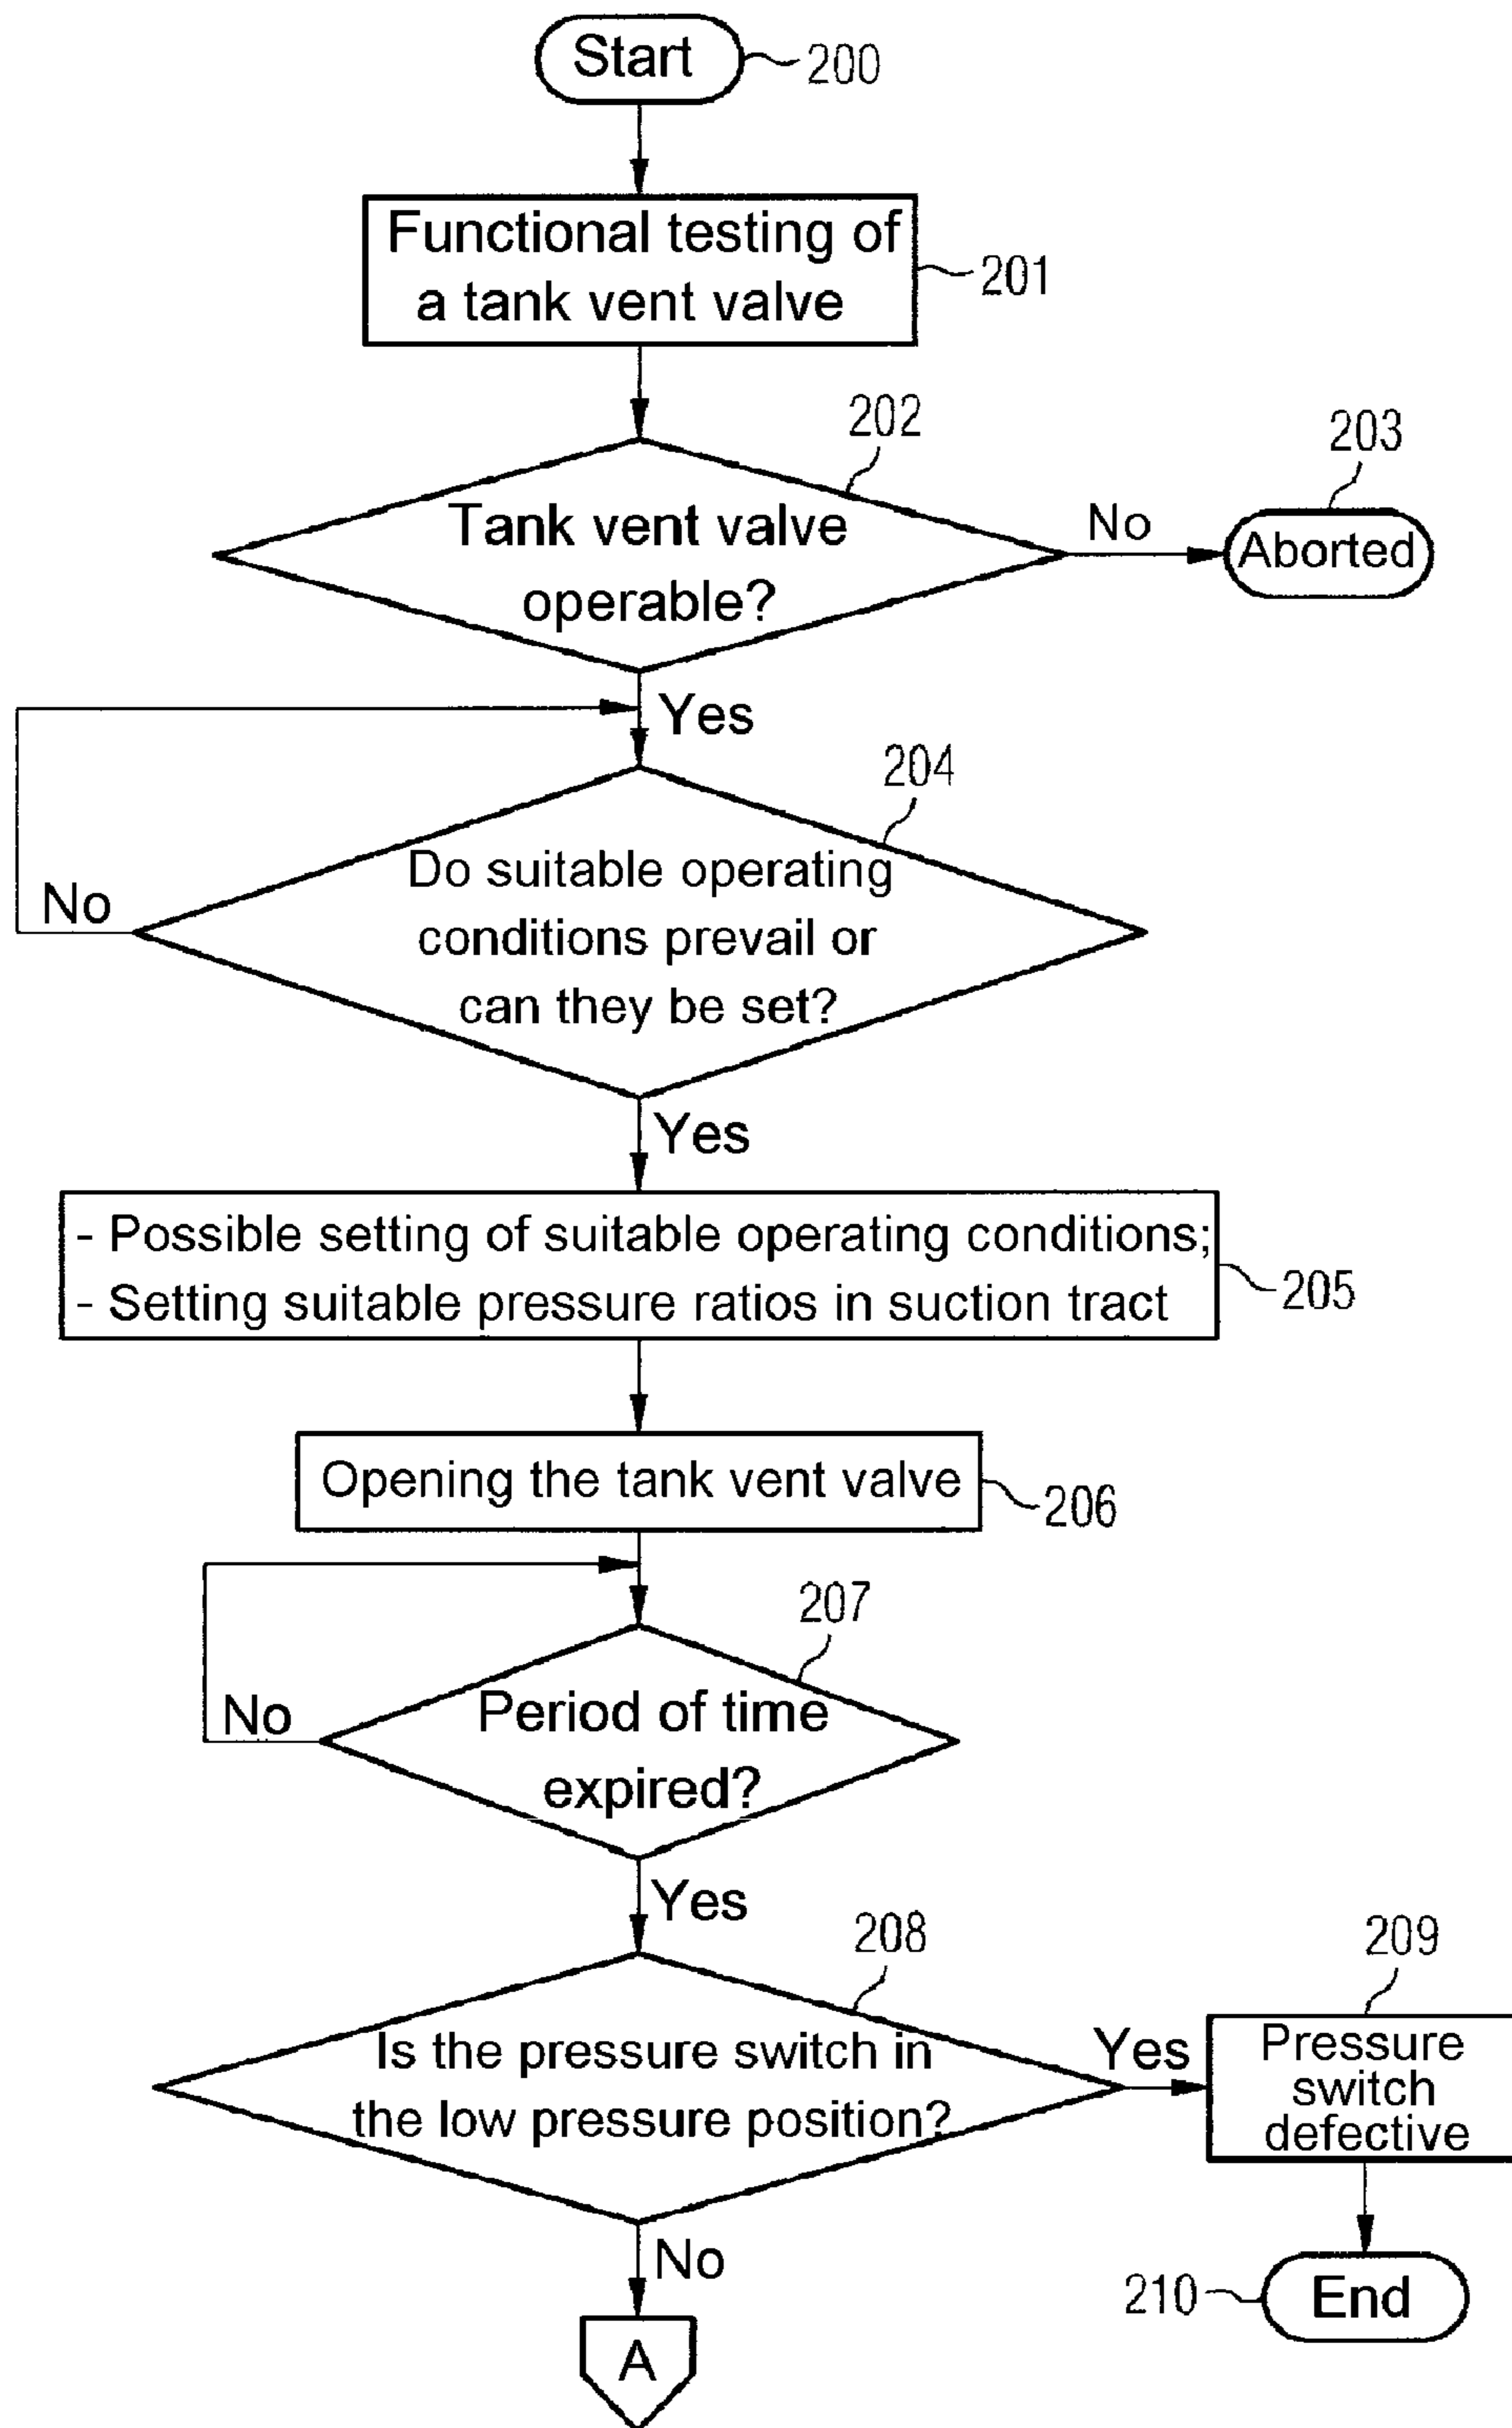 Start
200
Functional testing of
a tank vent valve
201
202
203
Tank vent valve
operable?
No
Aborted
Yes
204
Do suitable operating
conditions prevail or
can they be set?
No
Yes
- Possible setting of suitable operating conditions;
- Setting suitable pressure ratios in suction tract
205
Opening the tank vent valve
206
207
Period of time
expired?
No
Yes
208
209
Is the pressure switch in
the low pressure position?
Yes
Pressure
switch
defective
No
210
End
A